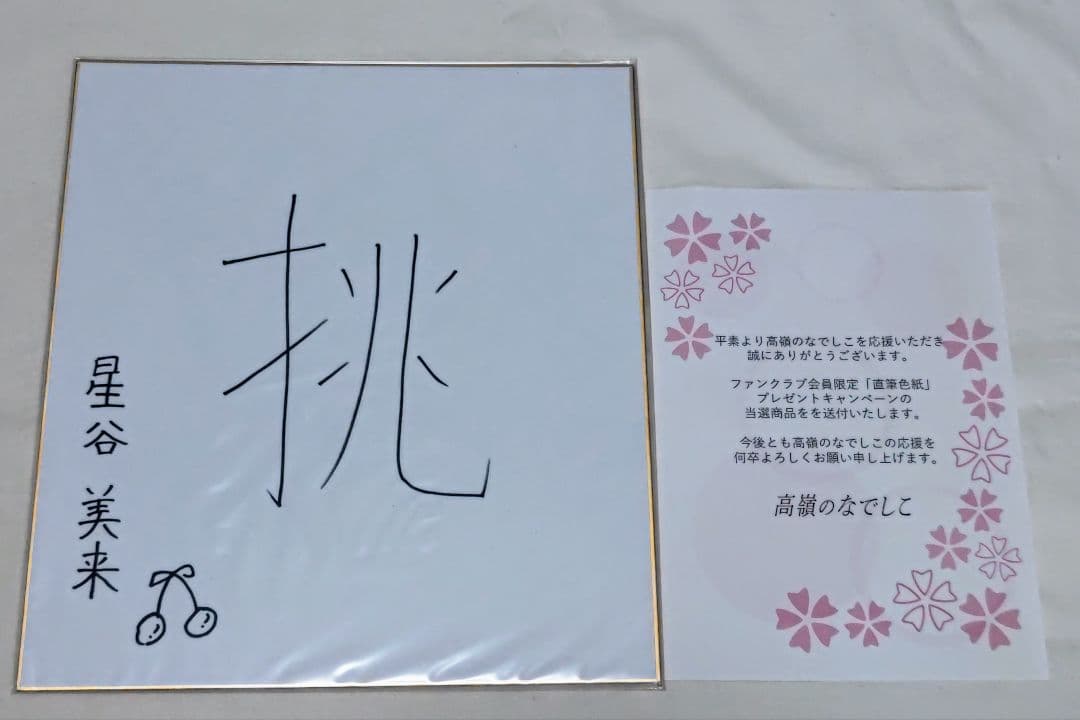 挑
星谷 美来
平素より高嶺のなでしこを応援いただき
誠にありがとうございます。
ファンクラブ会員限定「直筆色紙」
プレゼントキャンペーンの
当選商品をを送付いたします。
今後とも高嶺のなでしこの応援を
何卒よろしくお願い申し上げます。
高嶺のなでしこ